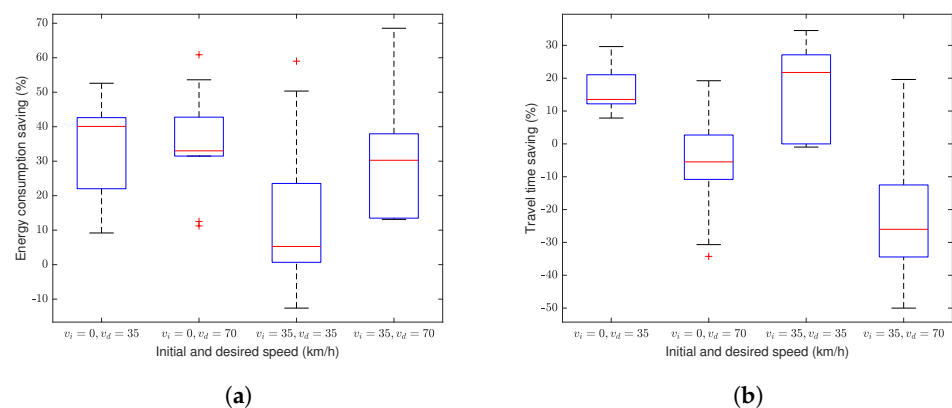 Energy consumption saving (%)
70
60
50
40
30
20
10
0
-10
v_i = 0, v_d = 35 v_i = 0, v_d = 70 v_i = 35, v_d = 35 v_i = 35, v_d = 70
Initial and desired speed (km/h)
(a)
Travel time saving (%)
30
20
10
0
-10
-20
-30
-40
-50
v_i = 0, v_d = 35 v_i = 0, v_d = 70 v_i = 35, v_d = 35 v_i = 35, v_d = 70
Initial and desired speed (km/h)
(b)